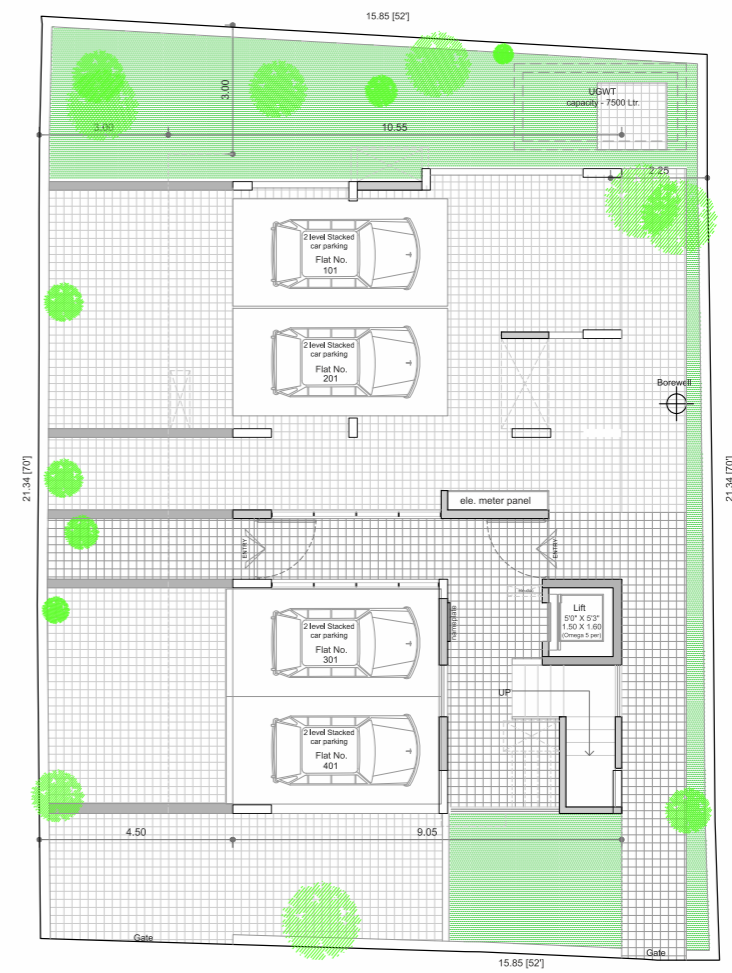 15.85 [52']
3.00
UGWT
capacity - 7500 Ltr.
3.00
10.55
2.25
2 level Stacked
car parking
Flat No.
101
2 level Stacked
car parking
Flat No.
201
Borewell
21.34 [70']
21.34 [70']
ele. meter panel
ENTRY
ENTRY
Lift
5'0" X 5'3"
1.50 X 1.60
(Omega 5 per)
nameplate
2 level Stacked
car parking
Flat No.
301
UP
2 level Stacked
car parking
Flat No.
401
4.50
9.05
Gate
Gate
15.85 [52']